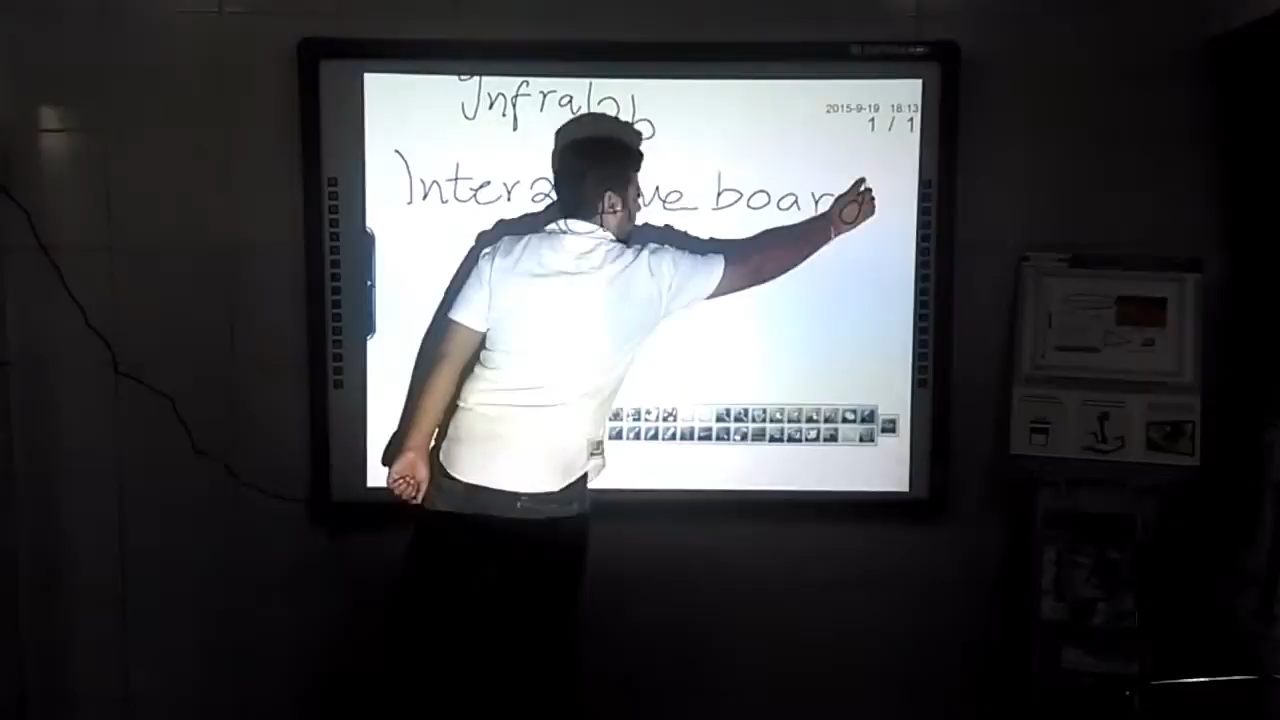 Infralab
2015-9-19 18:13
1 / 1
Interactive board